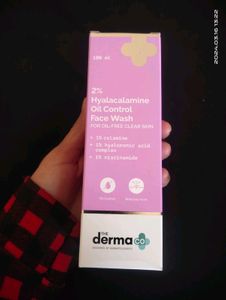 100 ml
2%
Hyalacalamine
Oil Control
Face Wash
FOR OIL-FREE CLEAR SKIN
+ 1% calamine
+ 1% hyaluronic acid
complex
+ 1% niacinamide
THE
derma co
2024.03.16 13:22